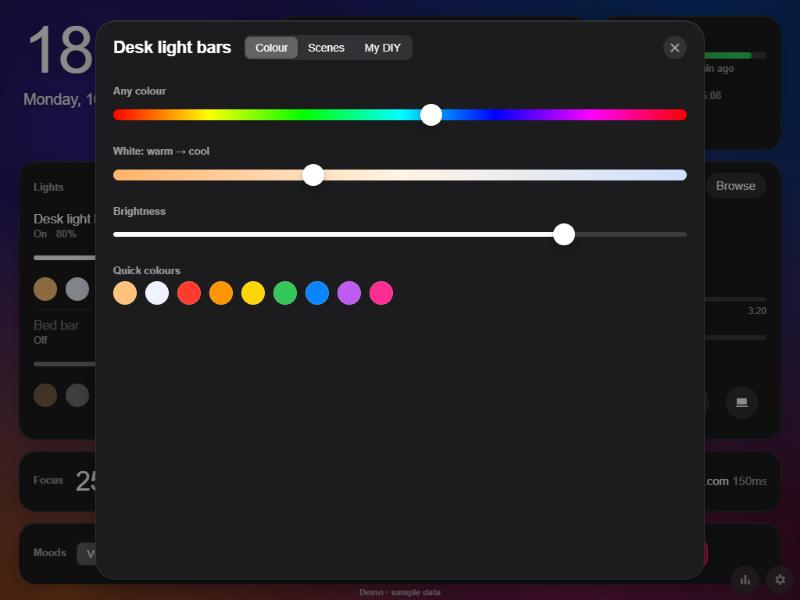 18
Monday, 1
Desk light bars
Colour Scenes My DIY
Any colour
White: warm → cool
Brightness
Quick colours
Lights
Desk light
On · 80%
Bed bar
Off
Focus 25
Moods
in ago
5:08
Browse
3:20
.com 150ms
Demo - sample data